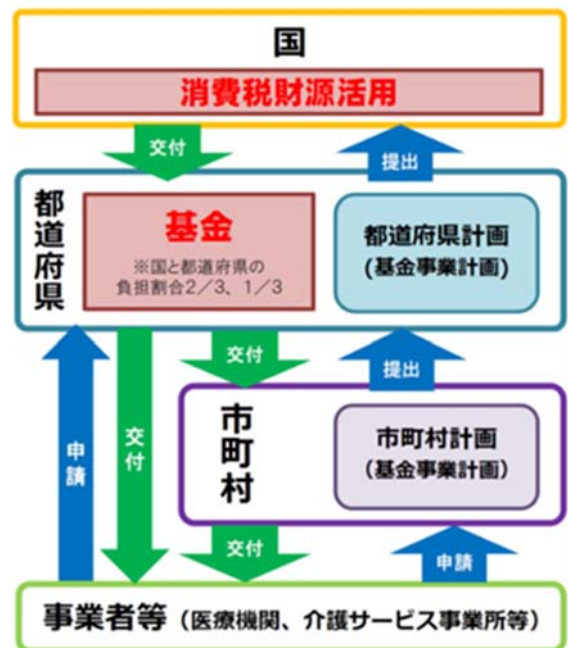 国
消費税財源活用
交付
提出
都道府県
基金
※国と都道府県の
負担割合2／3、1／3
都道府県計画
(基金事業計画)
申請
交付
交付
提出
市町村
市町村計画
（基金事業計画）
交付
申請
事業者等（医療機関、介護サービス事業所等）